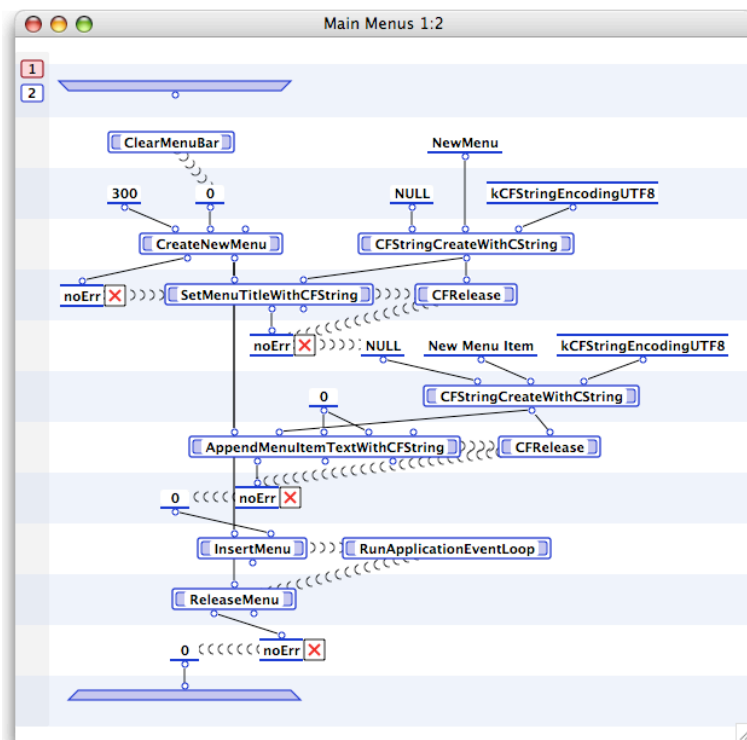 Main Menus 1:2
1
2
ClearMenuBar
NewMenu
300
0
NULL
kCFStringEncodingUTF8
CreateNewMenu
CFStringCreateWithCString
noErr
SetMenuTitleWithCFString
CFRelease
noErr
NULL
New Menu Item
kCFStringEncodingUTF8
0
CFStringCreateWithCString
AppendMenuItemTextWithCFString
CFRelease
0
noErr
InsertMenu
RunApplicationEventLoop
ReleaseMenu
0
noErr